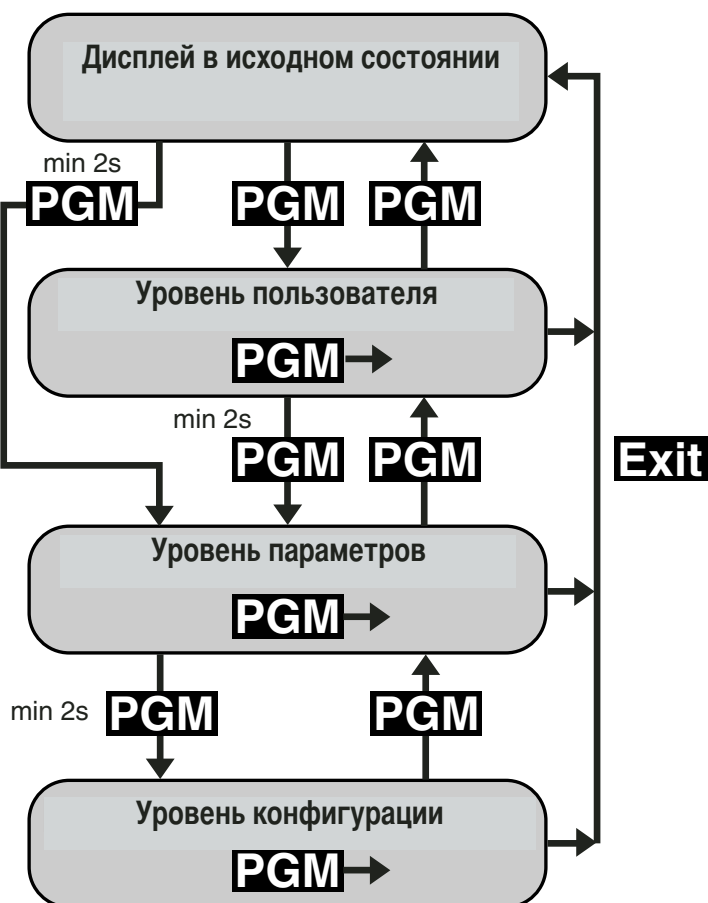 Дисплей в исходном состоянии
min 2s
PGM PGM PGM
Уровень пользователя
PGM
min 2s
PGM PGM
Exit
Уровень параметров
PGM
min 2s PGM PGM
Уровень конфигурации
PGM